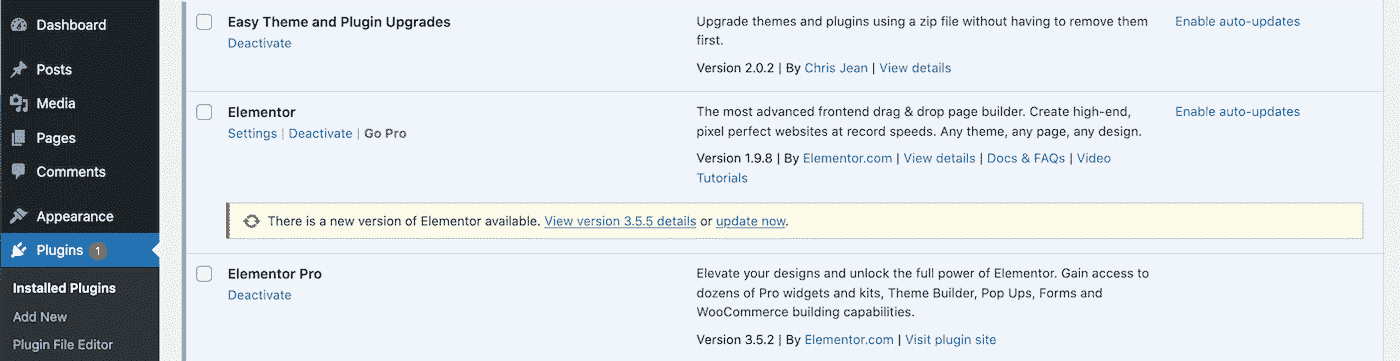 Dashboard
Posts
Media
Pages
Comments
Appearance
Plugins 1
Installed Plugins
Add New
Plugin File Editor
Easy Theme and Plugin Upgrades
Deactivate
Upgrade themes and plugins using a zip file without having to remove them
first.
Version 2.0.2 | By Chris Jean | View details
Enable auto-updates
Elementor
Settings | Deactivate | Go Pro
The most advanced frontend drag & drop page builder. Create high-end,
pixel perfect websites at record speeds. Any theme, any page, any design.
Version 1.9.8 | By Elementor.com | View details | Docs & FAQs | Video
Tutorials
Enable auto-updates
There is a new version of Elementor available. View version 3.5.5 details or update now.
Elementor Pro
Deactivate
Elevate your designs and unlock the full power of Elementor. Gain access to
dozens of Pro widgets and kits, Theme Builder, Pop Ups, Forms and
WooCommerce building capabilities.
Version 3.5.2 | By Elementor.com | Visit plugin site